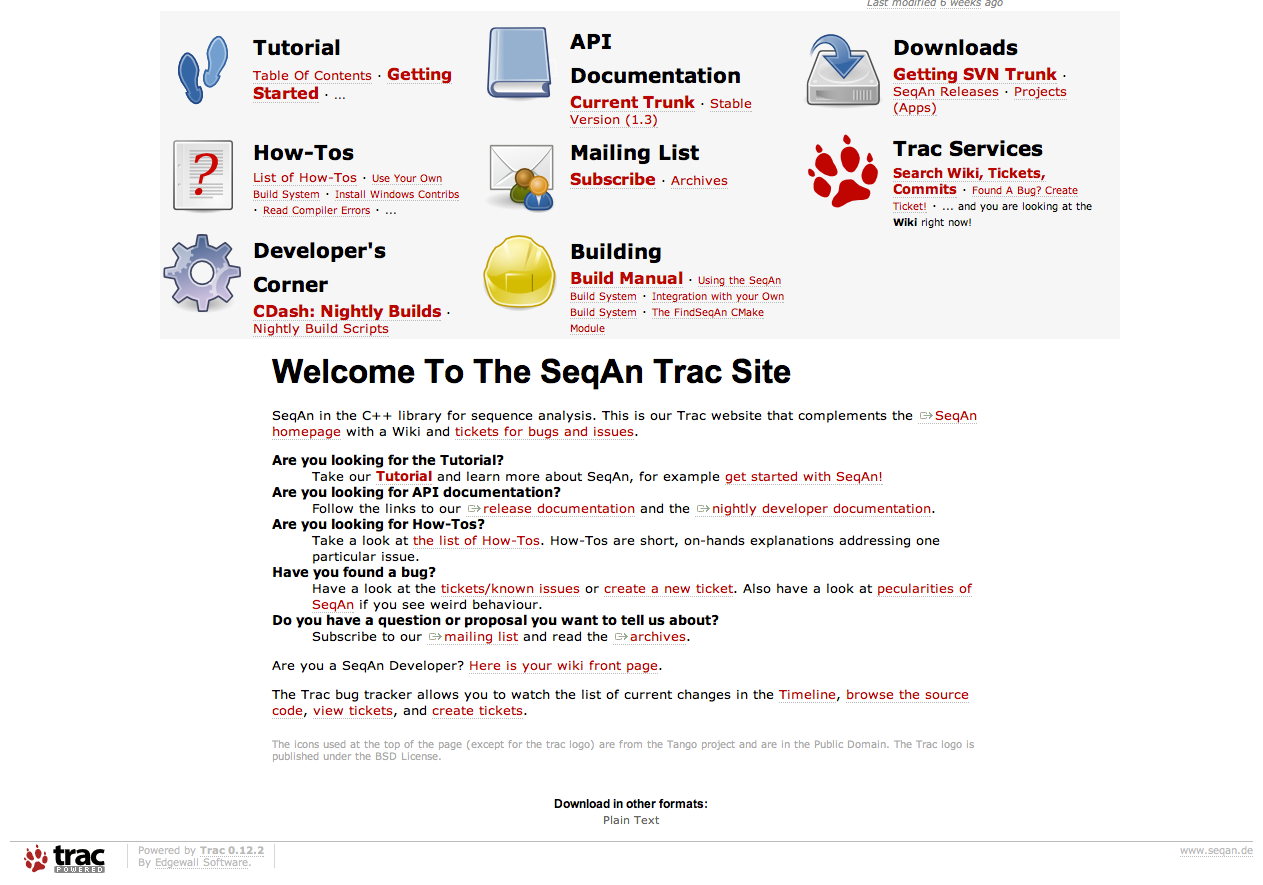 Last modified 6 weeks ago
Tutorial
Table Of Contents · Getting
Started · ...
API
Documentation
Current Trunk · Stable
Version (1.3)
Downloads
Getting SVN Trunk ·
SeqAn Releases · Projects
(Apps)
?
How-Tos
List of How-Tos · Use Your Own
Build System · Install Windows Contribs
· Read Compiler Errors · ...
Mailing List
Subscribe · Archives
Trac Services
Search Wiki, Tickets,
Commits · Found A Bug? Create
Ticket! · ... and you are looking at the
Wiki right now!
Developer's
Corner
CDash: Nightly Builds ·
Nightly Build Scripts
Building
Build Manual · Using the SeqAn
Build System · Integration with your Own
Build System · The FindSeqAn CMake
Module
Welcome To The SeqAn Trac Site
SeqAn in the C++ library for sequence analysis. This is our Trac website that complements the SeqAn
homepage with a Wiki and tickets for bugs and issues.
Are you looking for the Tutorial?
Take our Tutorial and learn more about SeqAn, for example get started with SeqAn!
Are you looking for API documentation?
Follow the links to our release documentation and the nightly developer documentation.
Are you looking for How-Tos?
Take a look at the list of How-Tos. How-Tos are short, on-hands explanations addressing one
particular issue.
Have you found a bug?
Have a look at the tickets/known issues or create a new ticket. Also have a look at pecularities of
SeqAn if you see weird behaviour.
Do you have a question or proposal you want to tell us about?
Subscribe to our mailing list and read the archives.
Are you a SeqAn Developer? Here is your wiki front page.
The Trac bug tracker allows you to watch the list of current changes in the Timeline, browse the source
code, view tickets, and create tickets.
The icons used at the top of the page (except for the trac logo) are from the Tango project and are in the Public Domain. The Trac logo is
published under the BSD License.
Download in other formats:
Plain Text
trac
POWERED
Powered by Trac 0.12.2
By Edgewall Software.
www.seqan.de